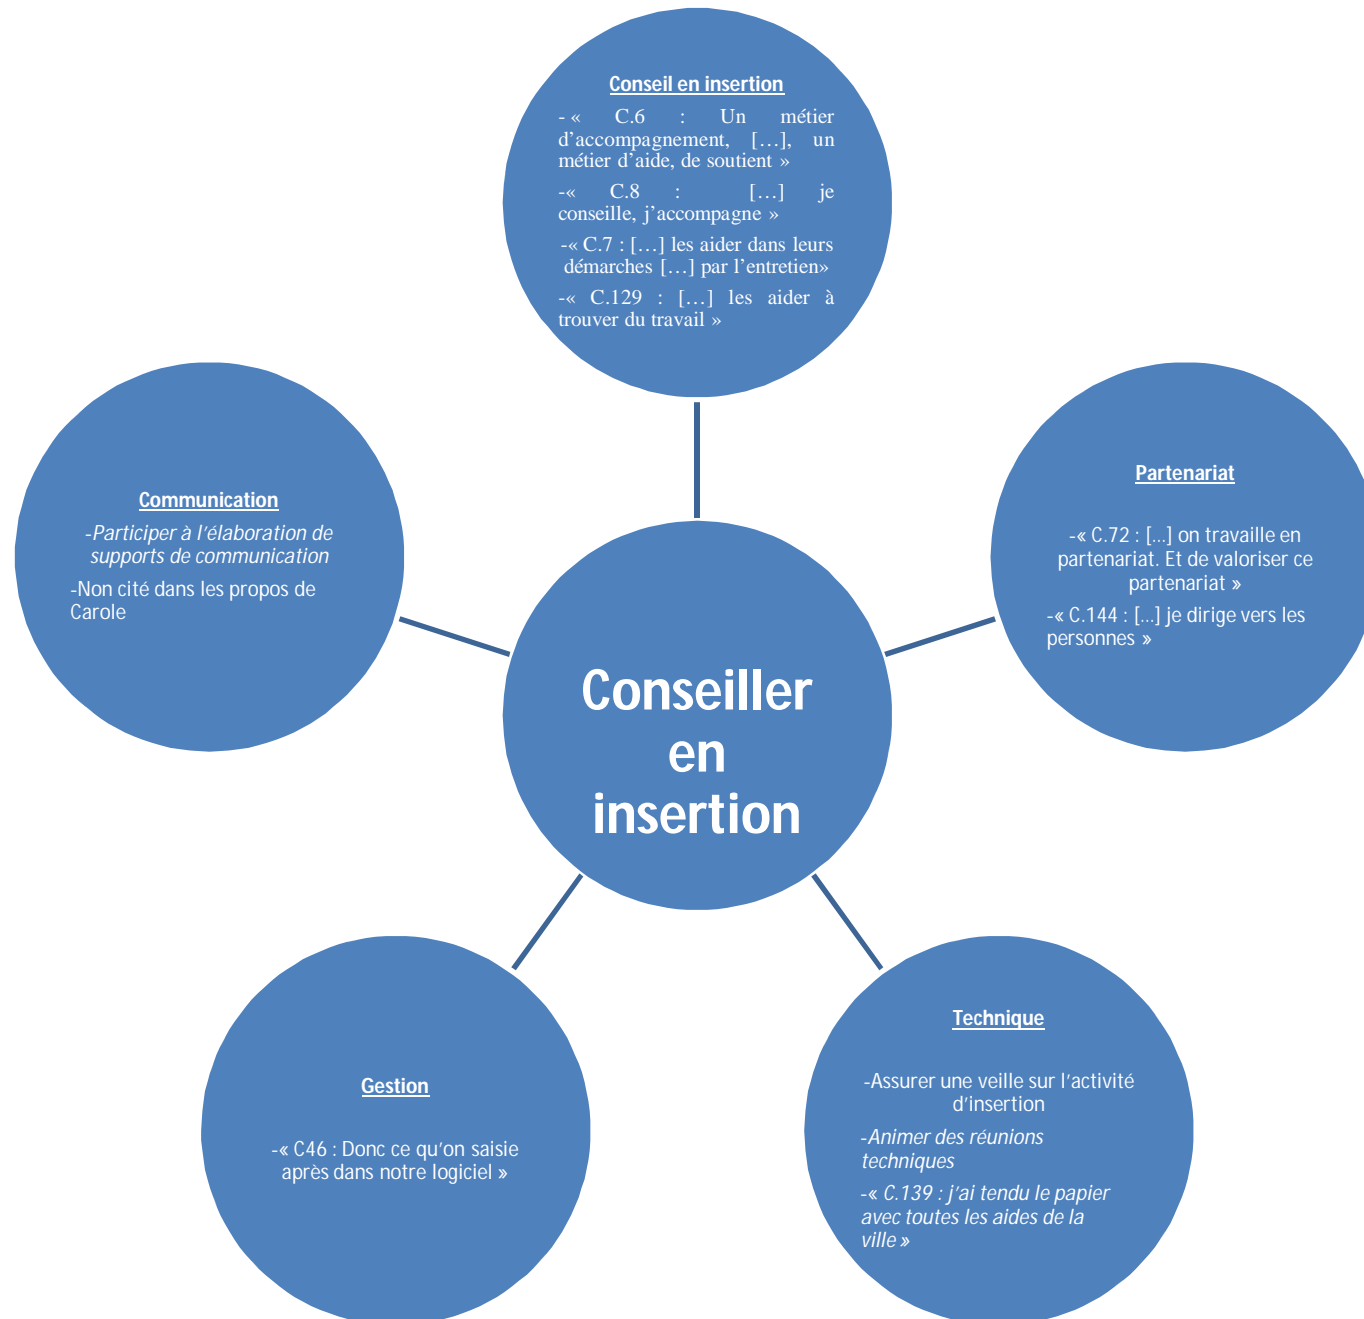 Conseil en insertion
- « C.6 : Un métier
d'accompagnement, […], un
métier d'aide, de soutient »
-« C.8 : […] je
conseille, j'accompagne »
-« C.7 : […] les aider dans leurs
démarches […] par l'entretien»
-« C.129 : […] les aider à
trouver du travail »
Communication
-Participer à l'élaboration de
supports de communication
-Non cité dans les propos de
Carole
Partenariat
-« C.72 : […] on travaille en
partenariat. Et de valoriser ce
partenariat »
-« C.144 : […] je dirige vers les
personnes »
Conseiller
en
insertion
Gestion
-« C46 : Donc ce qu'on saisie
après dans notre logiciel »
Technique
-Assurer une veille sur l'activité
d'insertion
-Animer des réunions
techniques
-« C.139 : j'ai tendu le papier
avec toutes les aides de la
ville »